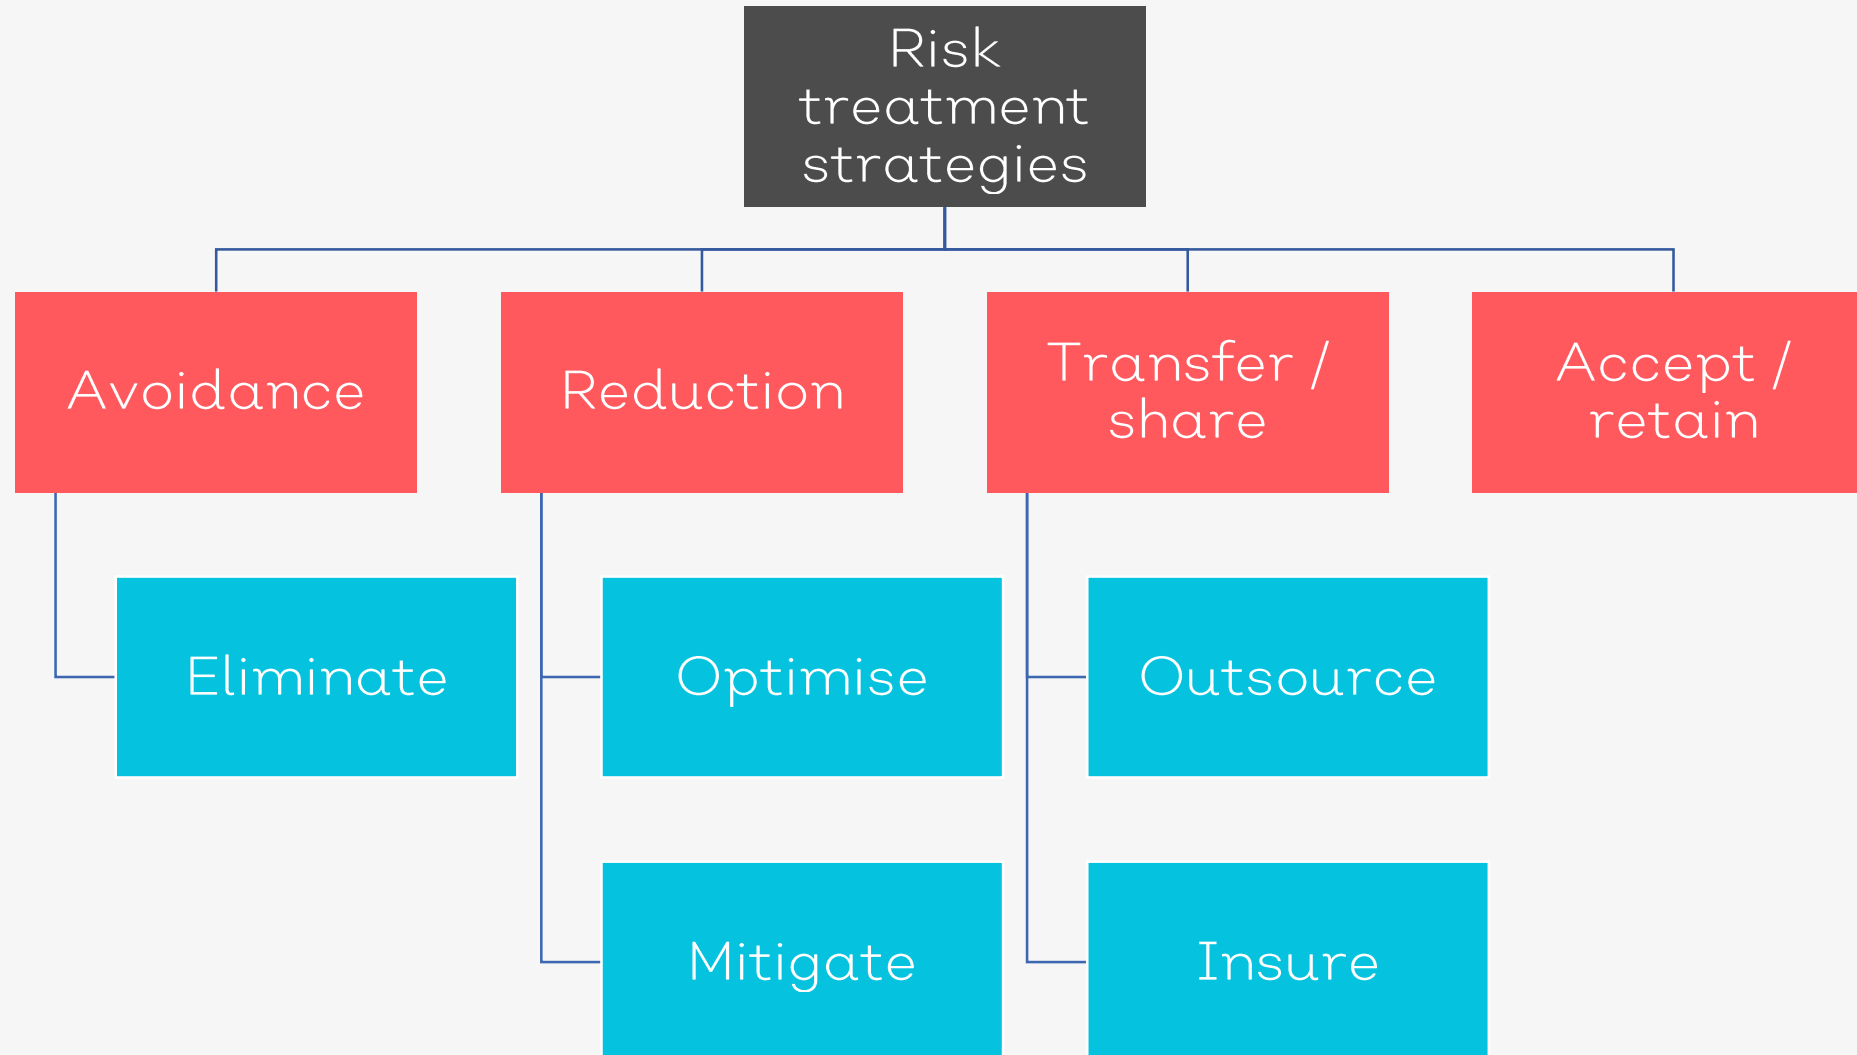 Risk
treatment
strategies
Avoidance
Reduction
Transfer /
share
Accept /
retain
Eliminate
Optimise
Outsource
Mitigate
Insure